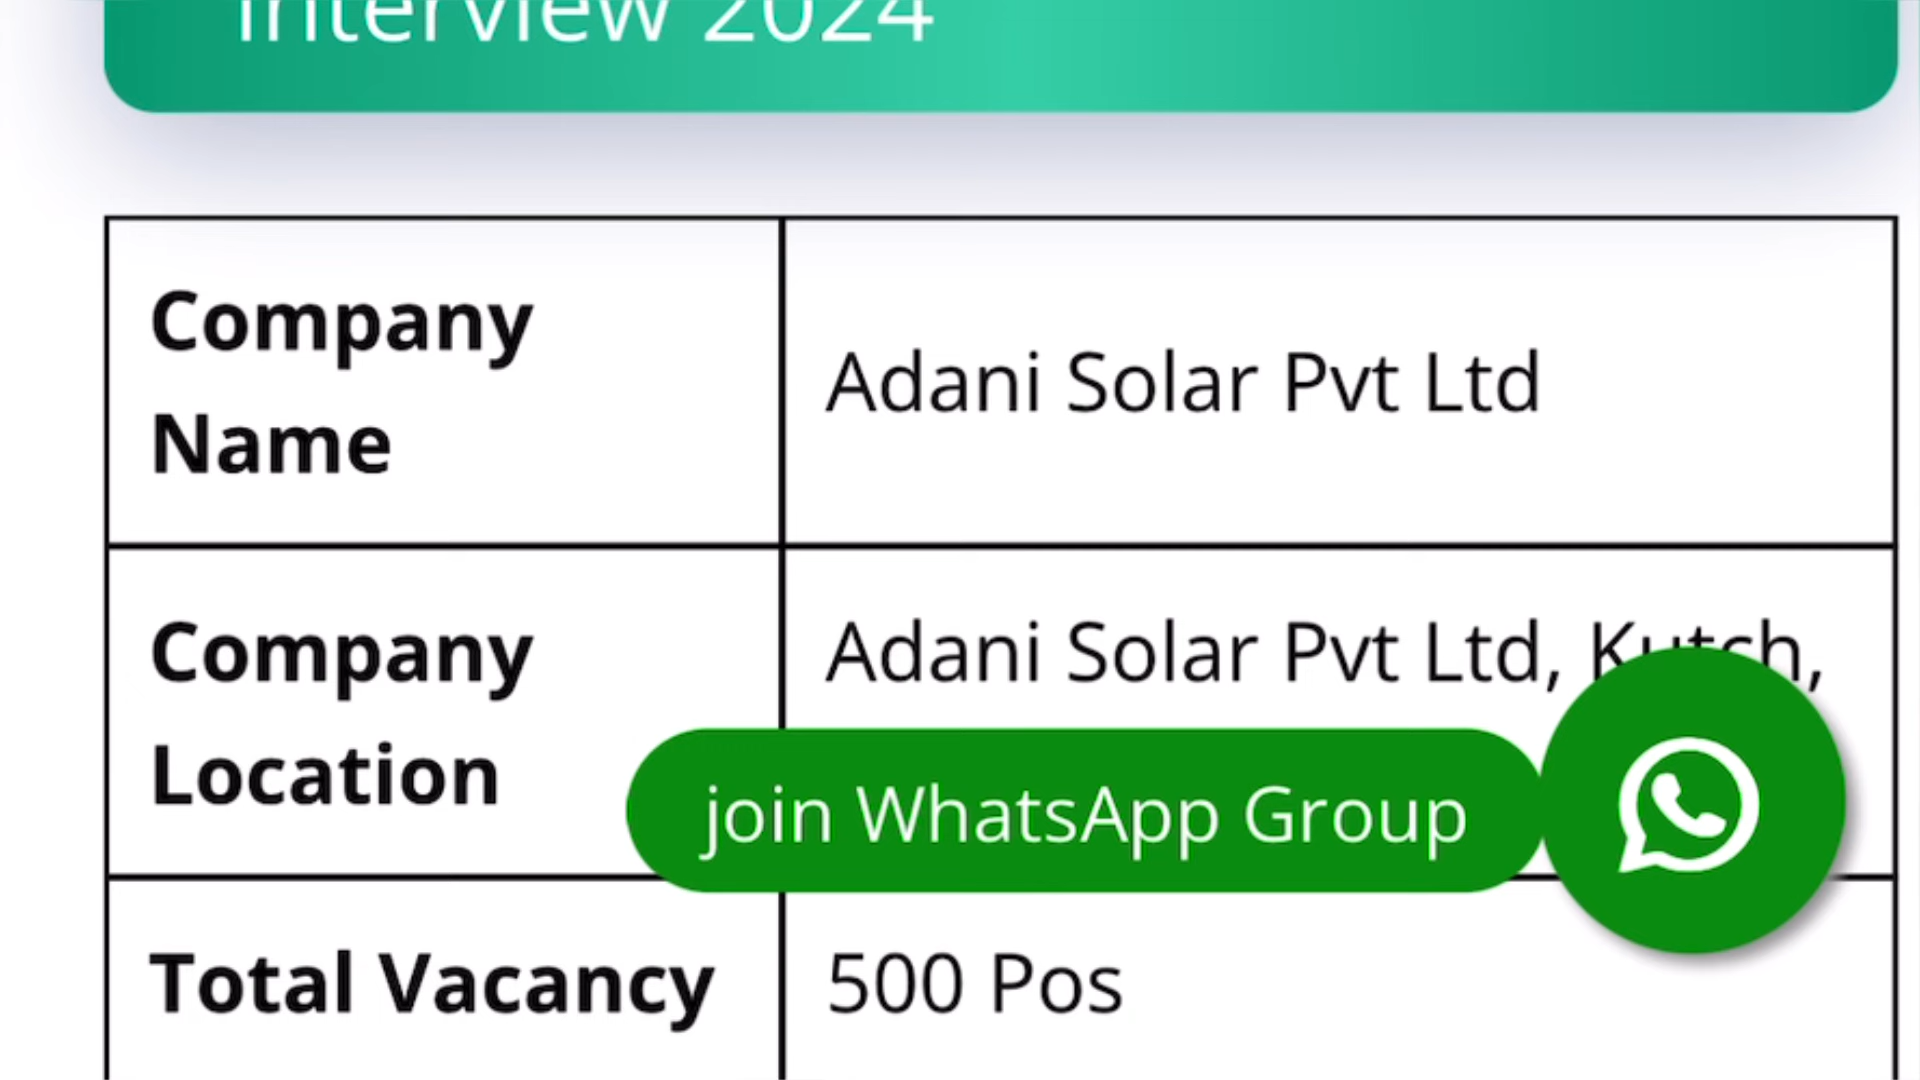 Interview 2024
Company
Name
Adani Solar Pvt Ltd
Company
Location
Adani Solar Pvt Ltd, Kutch,
join WhatsApp Group
Total Vacancy
500 Pos